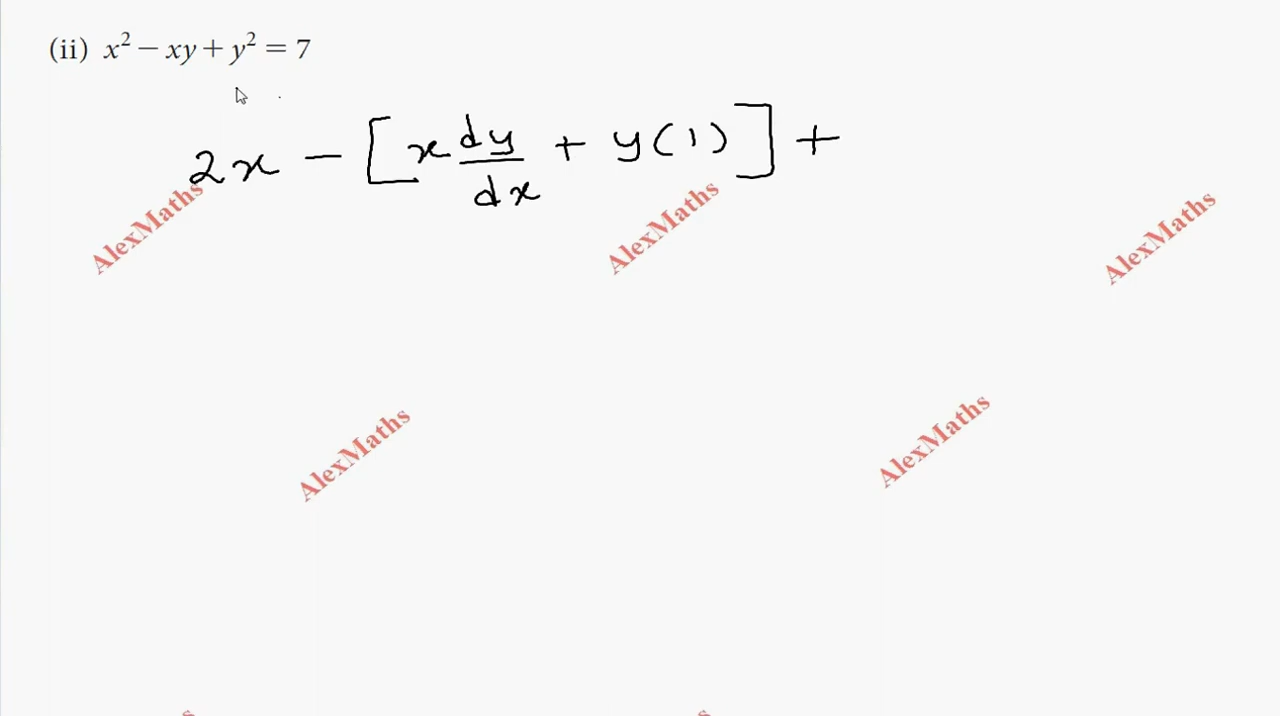 (ii) x² − xy + y² = 7
2x − [x dy/dx + y(1)] +
AlexMaths AlexMaths AlexMaths
AlexMaths AlexMaths